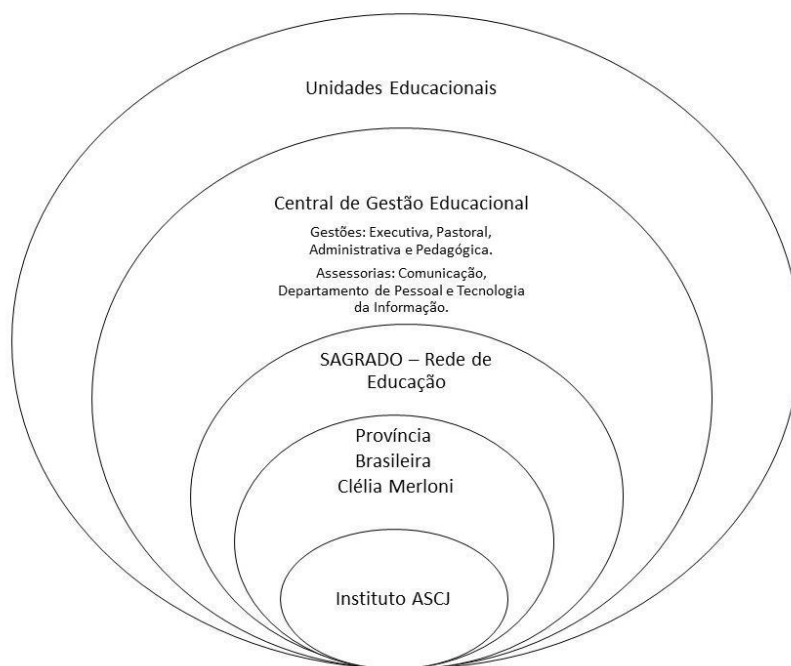 Unidades Educacionais
Central de Gestão Educacional
Gestões: Executiva, Pastoral,
Administrativa e Pedagógica.
Assessorias: Comunicação,
Departamento de Pessoal e Tecnologia
da Informação.
SAGRADO – Rede de
Educação
Província
Brasileira
Clélia Merloni
Instituto ASCJ